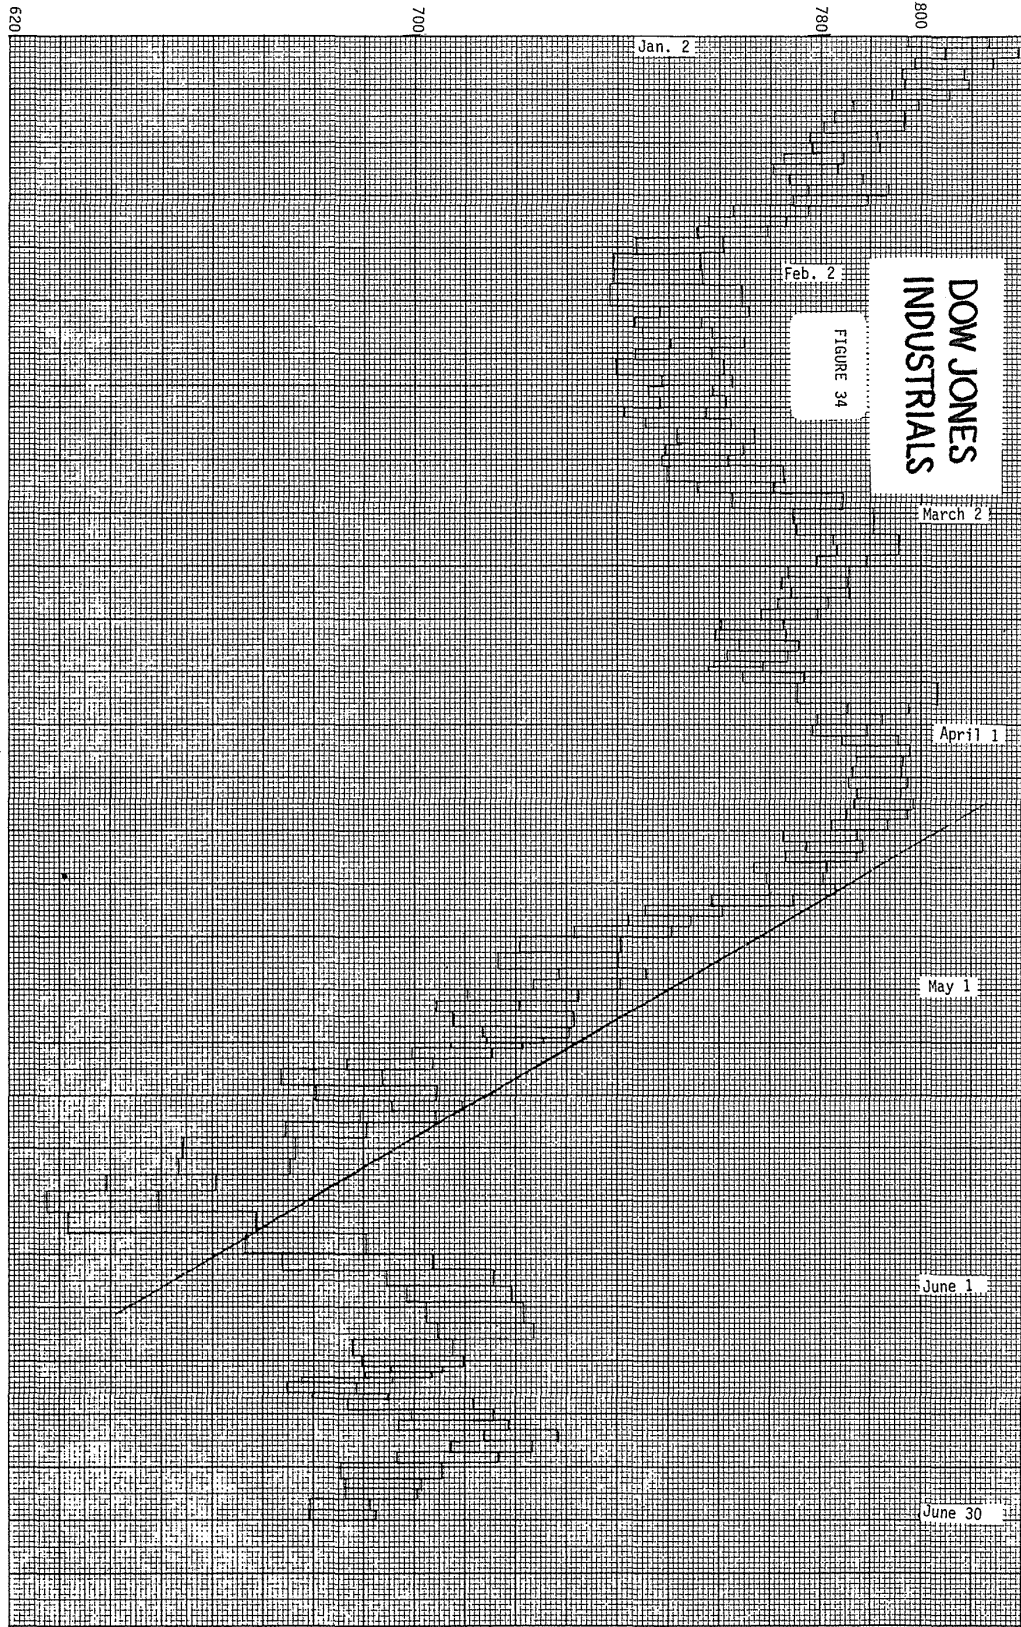 620
700
780
800
Jan. 2
Feb. 2
DOW JONES
INDUSTRIALS
FIGURE 34
March 2
April 1
May 1
June 1
June 30